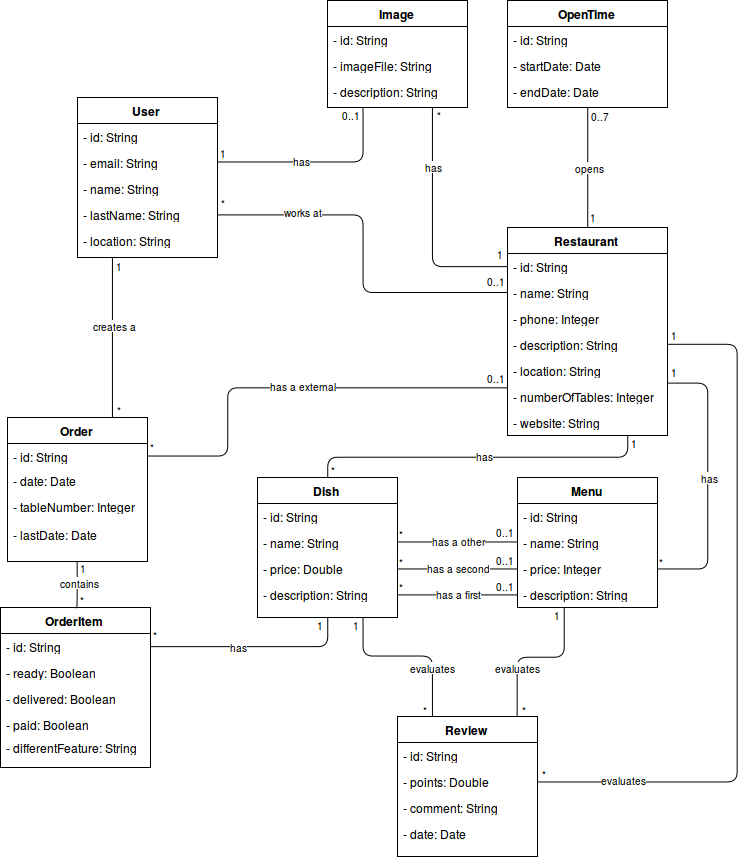 Image
- id: String
- imageFile: String
- description: String
OpenTime
- id: String
- startDate: Date
- endDate: Date
User
- id: String
- email: String
- name: String
- lastName: String
- location: String
0..1
*
0..7
1
has
has
opens
*
works at
1
Restaurant
- id: String
- name: String
- phone: Integer
- description: String
- location: String
- numberOfTables: Integer
- website: String
1
0..1
1
creates a
1
1
0..1
has a external
*
*
Order
- id: String
- date: Date
- tableNumber: Integer
- lastDate: Date
1
has
*
has
Dish
- id: String
- name: String
- price: Double
- description: String
Menu
- id: String
- name: String
- price: Integer
- description: String
* has a other 0..1
* has a second 0..1
* has a first 0..1
*
1
contains
*
OrderItem
- id: String
- ready: Boolean
- delivered: Boolean
- paid: Boolean
- differentFeature: String
*
has
1
1
1
evaluates
evaluates
*
*
Review
- id: String
- points: Double
- comment: String
- date: Date
*
evaluates